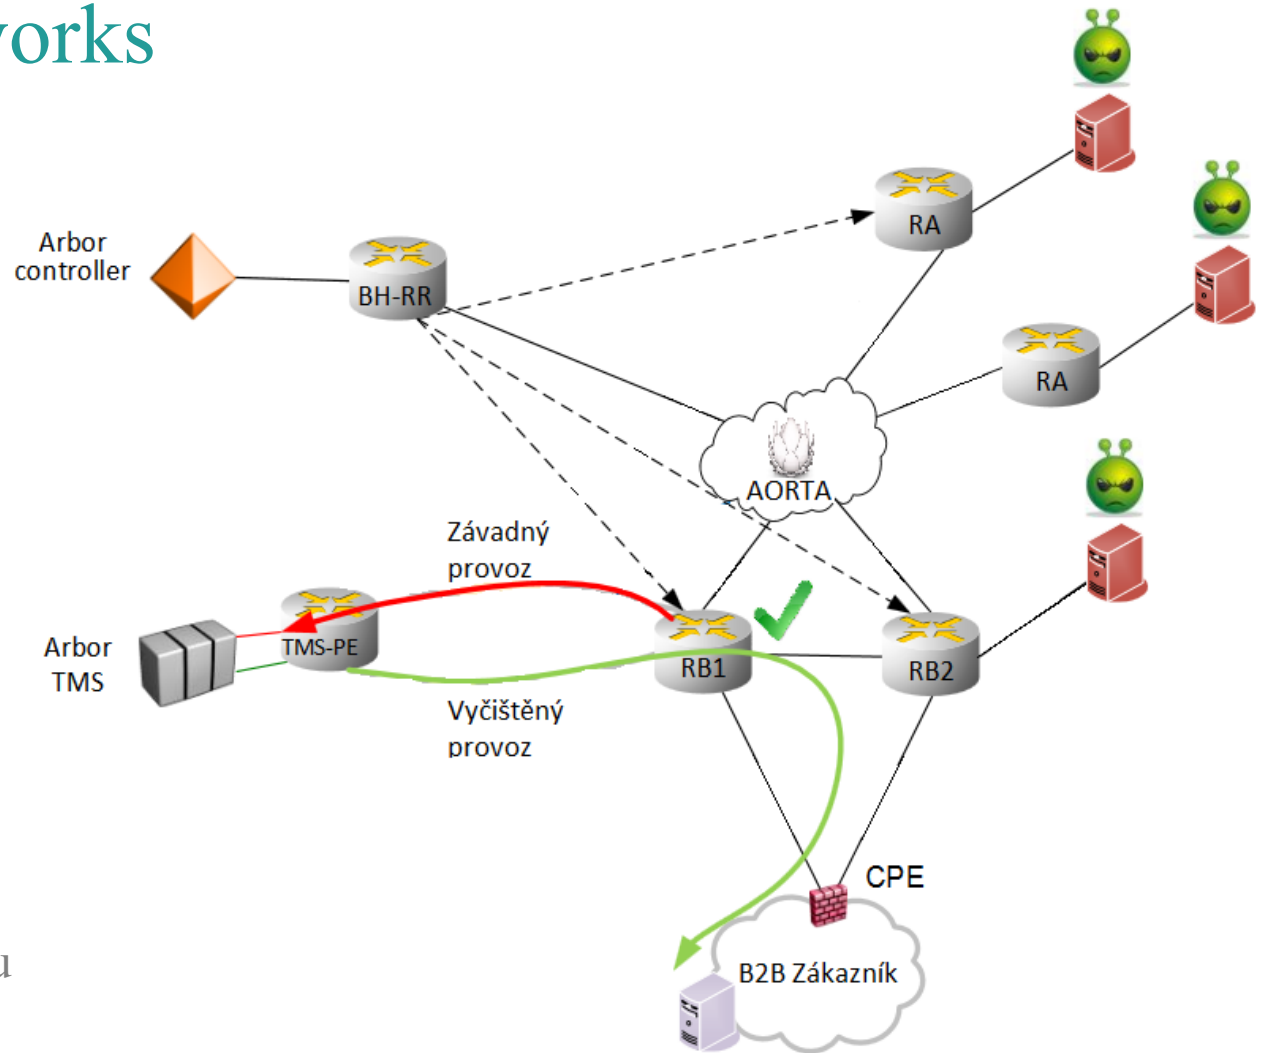 works
Arbor
controller
BH-RR
RA
RA
AORTA
Závadný
provoz
Arbor
TMS
TMS-PE
RB1
RB2
Vyčištěný
provoz
CPE
B2B Zákazník
u